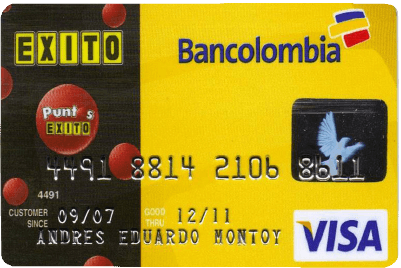 EXITO
Bancolombia
Punt s
EXITO
4491 8814 2106 8611
4491
CUSTOMER SINCE 09/07 GOOD THRU 12/11
ANDRES EDUARDO MONTOY
VISA